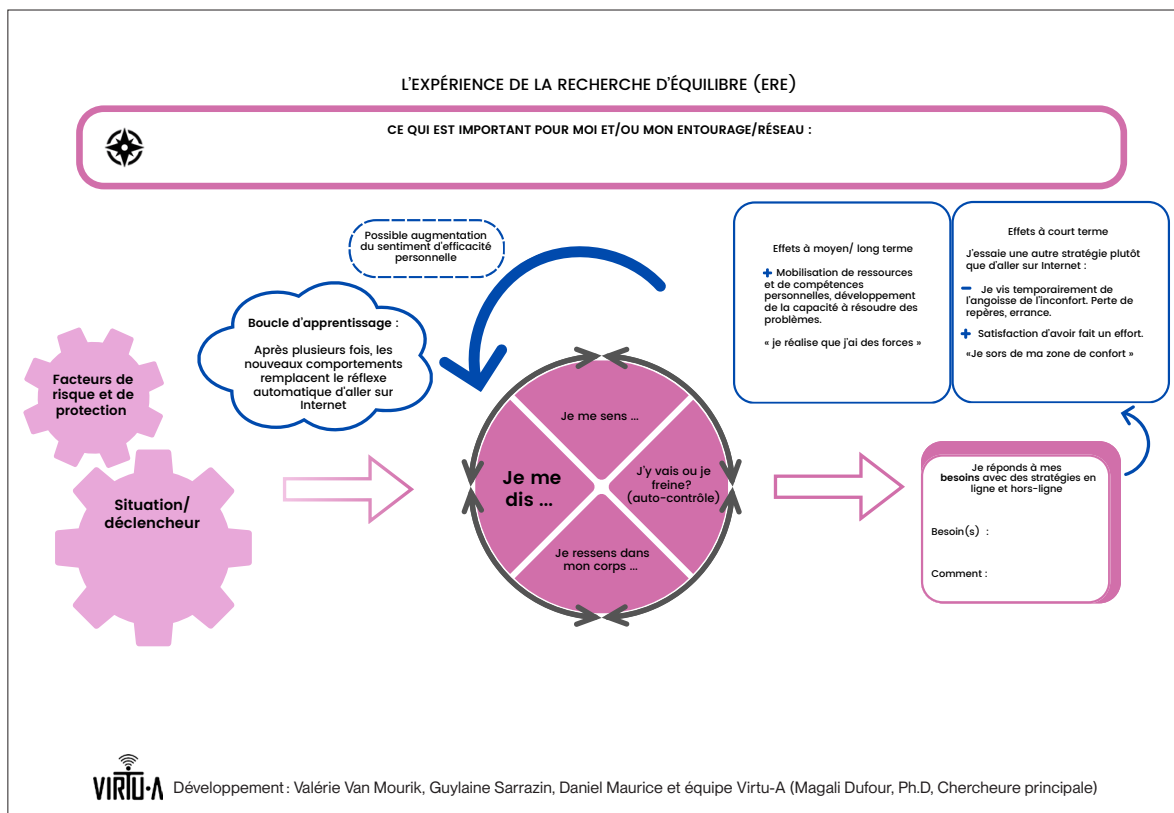 L'EXPÉRIENCE DE LA RECHERCHE D'ÉQUILIBRE (ERE)
CE QUI EST IMPORTANT POUR MOI ET/OU MON ENTOURAGE/RÉSEAU :
Possible augmentation
du sentiment d'efficacité
personnelle
Boucle d'apprentissage :
Après plusieurs fois, les
nouveaux comportements
remplacent le réflexe
automatique d'aller sur
Internet
Facteurs de
risque et de
protection
Situation/
déclencheur
Je me sens ...
Je me
dis ...
J'y vais ou je
freine?
(auto-contrôle)
Je ressens dans
mon corps ...
Effets à moyen/ long terme
+ Mobilisation de ressources
et de compétences
personnelles, développement
de la capacité à résoudre des
problèmes.
« je réalise que j'ai des forces »
Effets à court terme
J'essaie une autre stratégie plutôt
que d'aller sur Internet :
- Je vis temporairement de
l'angoisse de l'inconfort. Perte de
repères, errance.
+ Satisfaction d'avoir fait un effort.
«Je sors de ma zone de confort »
Je réponds à mes
besoins avec des stratégies en
ligne et hors-ligne
Besoin(s) :
Comment :
VIRTU-A
Développement : Valérie Van Mourik, Guylaine Sarrazin, Daniel Maurice et équipe Virtu-A (Magali Dufour, Ph.D, Chercheure principale)